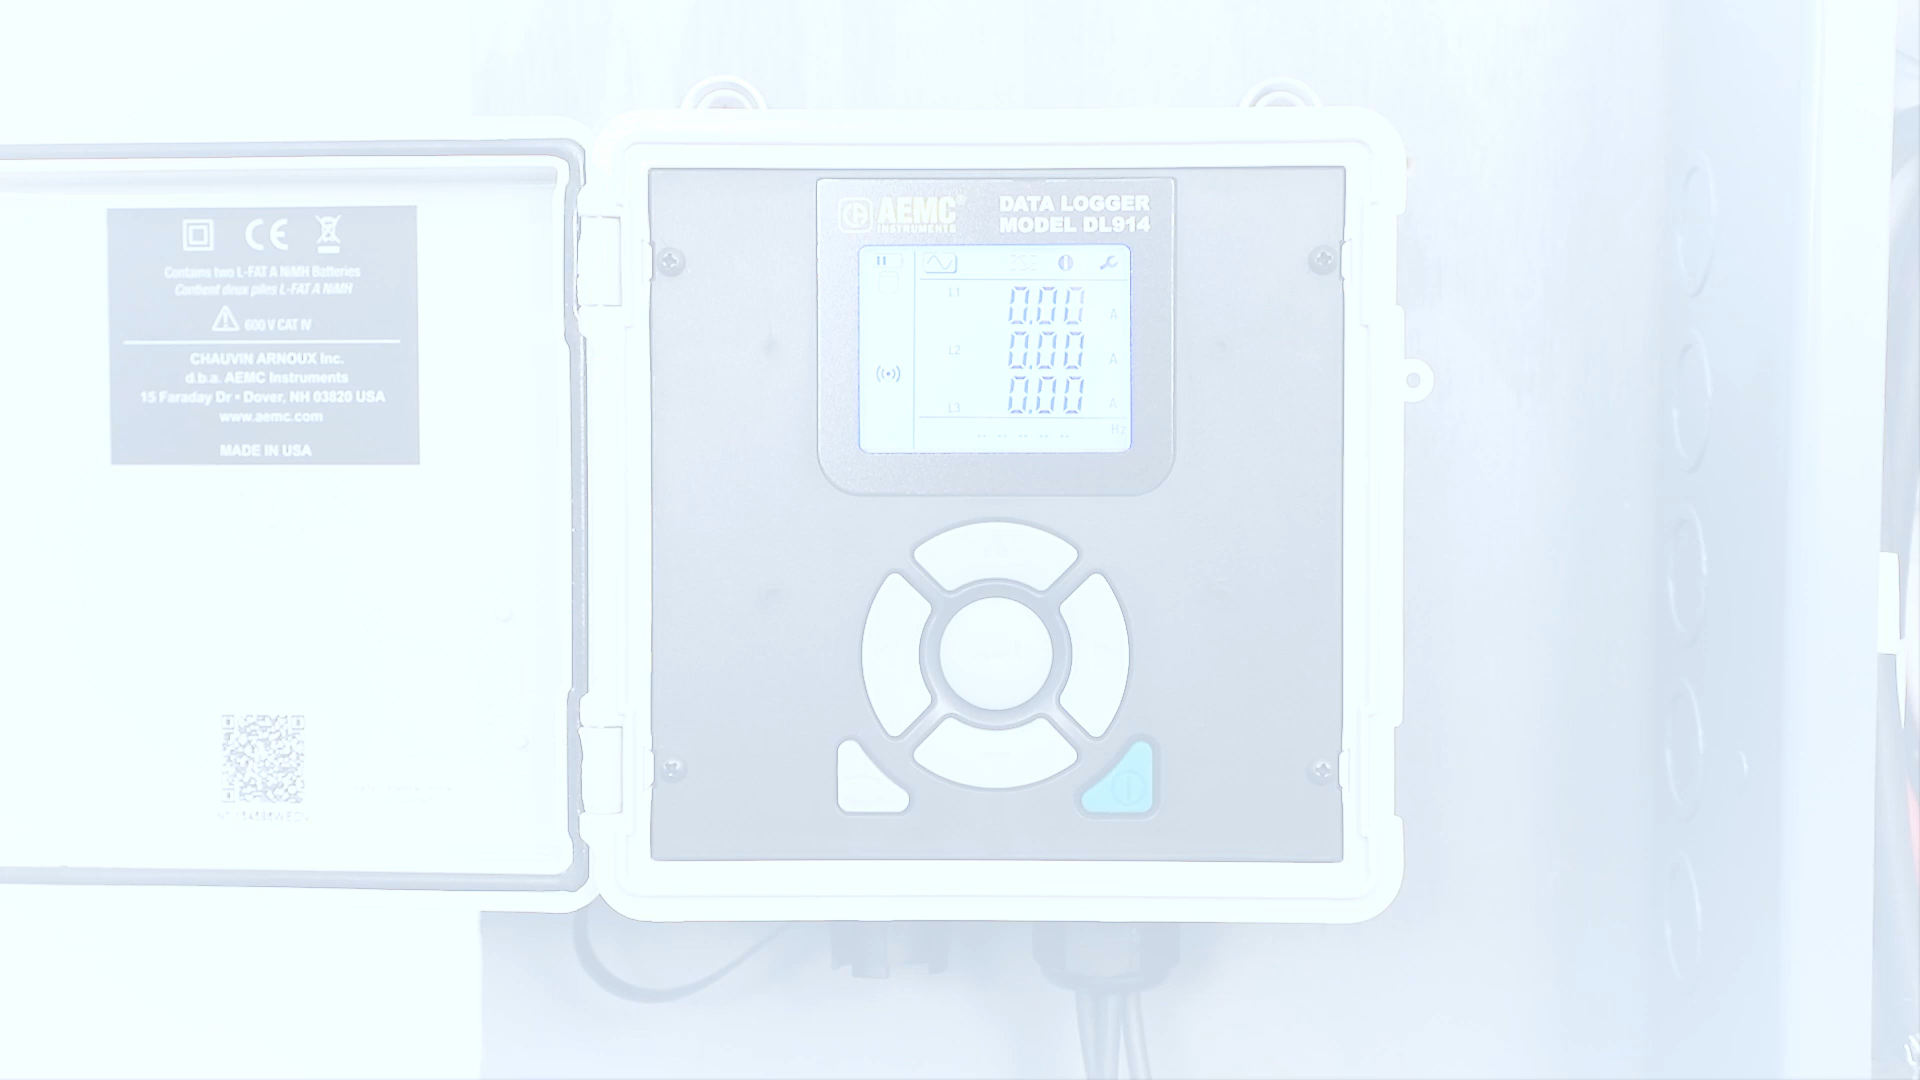 Contains two L-FAT A NiMH Batteries
Contient deux piles L-FAT A NiMH
600 V CAT IV
CHAUVIN ARNOUX Inc.
d.b.a. AEMC Instruments
15 Faraday Dr • Dover, NH 03820 USA
www.aemc.com
MADE IN USA
AEMC®
INSTRUMENTS
DATA LOGGER
MODEL DL914
L1 0.00 A
L2 0.00 A
L3 0.00 A
-- -- -- -- -- Hz